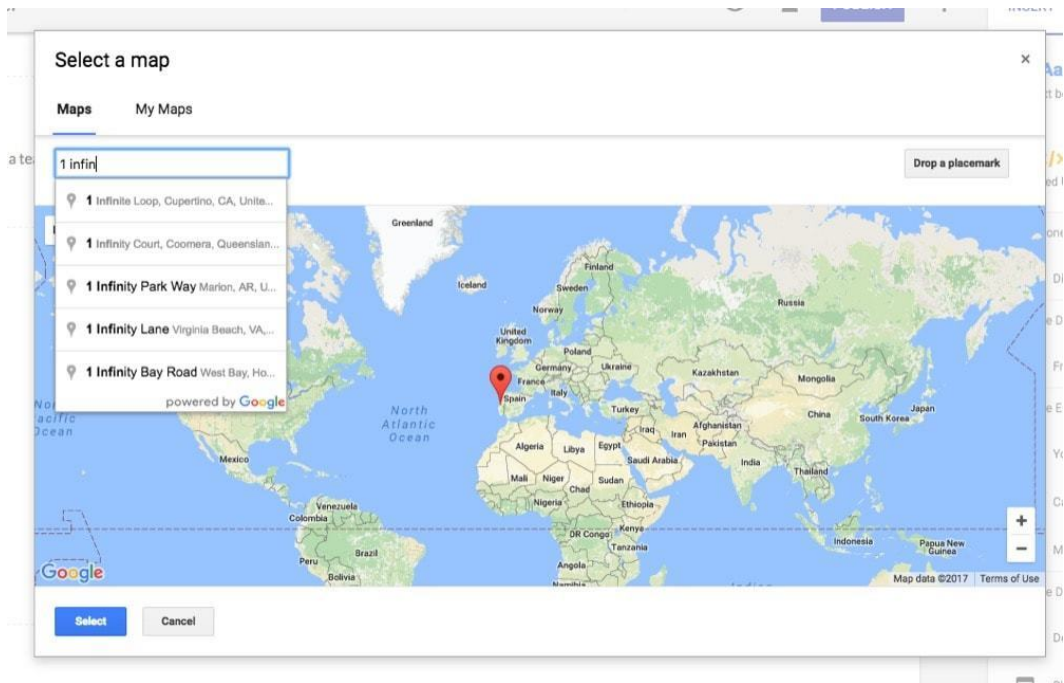 PUBLISH
INSERT
Select a map
×
Maps
My Maps
1 infin
Drop a placemark
1 Infinite Loop, Cupertino, CA, Unite...
1 Infinity Court, Coomera, Queenslan...
1 Infinity Park Way Marion, AR, U...
1 Infinity Lane Virginia Beach, VA,...
1 Infinity Bay Road West Bay, Ho...
powered by Google
Greenland
Iceland
Finland
Sweden
Norway
Russia
United
Kingdom
Poland
Germany
Ukraine
France
Kazakhstan
Mongolia
Spain
Italy
Turkey
China
South Korea
Japan
North
Atlantic
Ocean
Iraq
Iran
Afghanistan
Pakistan
Algeria
Libya
Egypt
Saudi Arabia
India
Thailand
Mexico
Mali
Niger
Chad
Sudan
Nigeria
Ethiopia
Venezuela
Colombia
DR Congo
Kenya
Tanzania
Indonesia
Papua New
Guinea
Brazil
Peru
Bolivia
Angola
Namibia
+
−
Google
Map data ©2017
Terms of Use
Select
Cancel